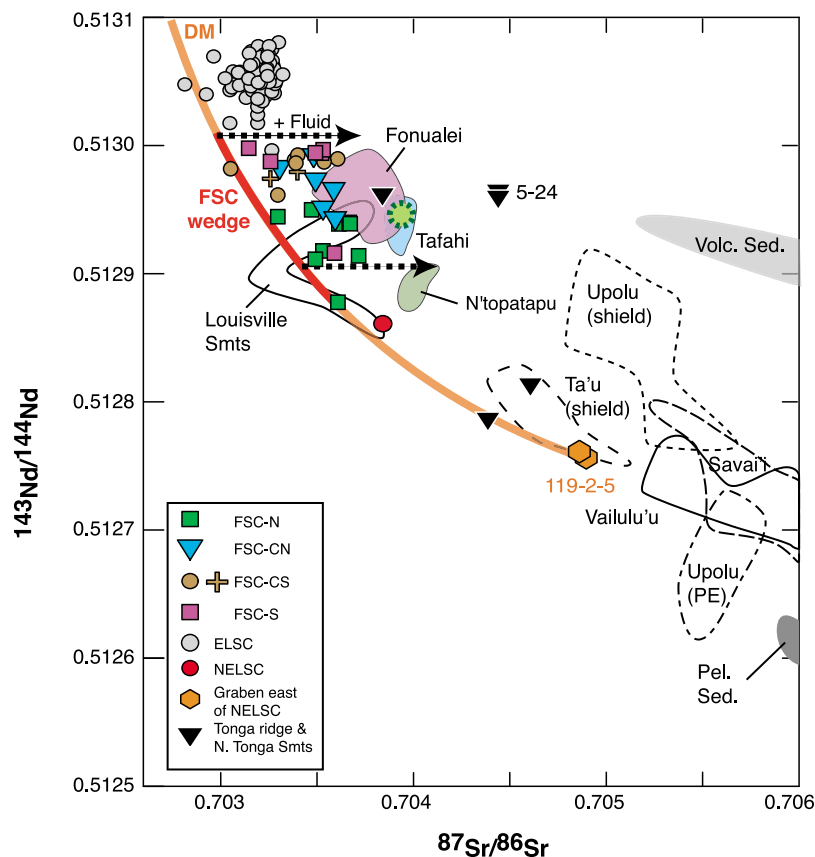 0.5131
0.5130
0.5129
0.5128
0.5127
0.5126
0.5125
143Nd/144Nd
DM
+ Fluid
Fonualei
FSC
wedge
5-24
Tafahi
Volc. Sed.
N'topatapu
Upolu
(shield)
Louisville
Smts
Ta'u
(shield)
119-2-5
Savai'i
Vailulu'u
Upolu
(PE)
Pel.
Sed.
FSC-N
FSC-CN
FSC-CS
FSC-S
ELSC
NELSC
Graben east
of NELSC
Tonga ridge &
N. Tonga Smts
0.703
0.704
0.705
0.706
87Sr/86Sr